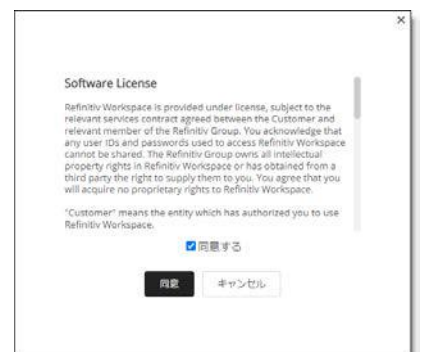 Software License
Refinitiv Workspace is provided under license, subject to the
relevant services contract agreed between the Customer and
relevant member of the Refinitiv Group. You acknowledge that
any user IDs and passwords used to access Refinitiv Workspace
cannot be shared. The Refinitiv Group owns all intellectual
property rights in Refinitiv Workspace or has obtained from a
third party the right to supply them to you. You agree that you
will acquire no proprietary rights to Refinitiv Workspace.
"Customer" means the entity which has authorized you to use
Refinitiv Workspace.
同意する
同意 キャンセル